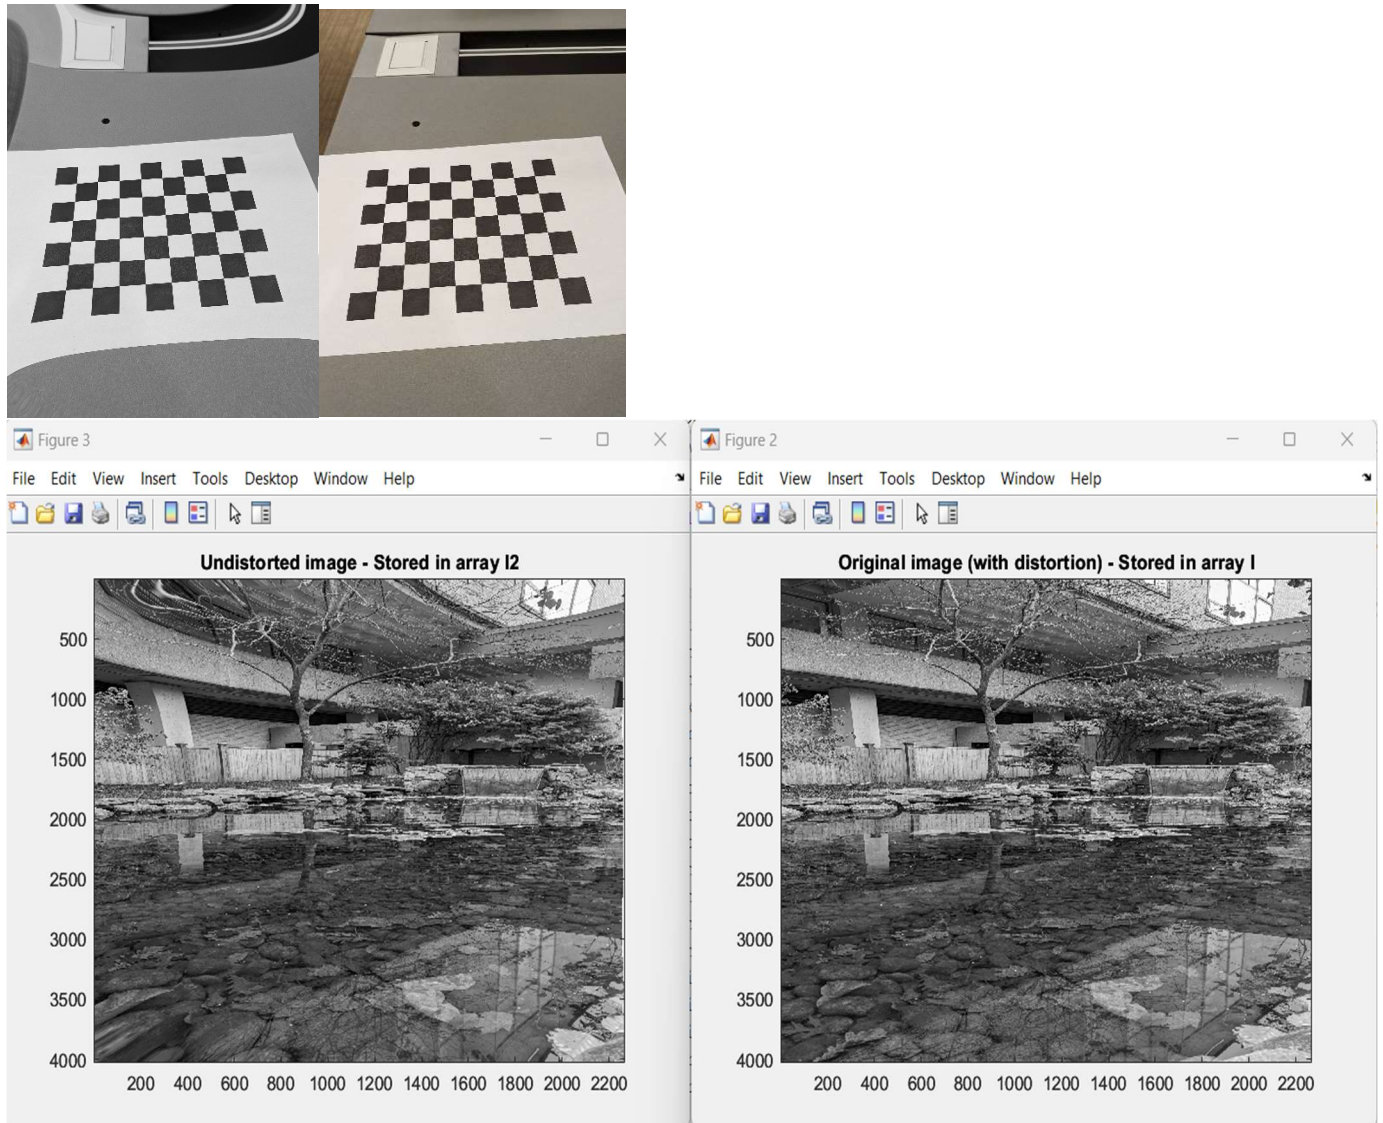 Figure 3
File Edit View Insert Tools Desktop Window Help
Undistorted image - Stored in array I2
500
1000
1500
2000
2500
3000
3500
4000
200 400 600 800 1000 1200 1400 1600 1800 2000 2200
Figure 2
File Edit View Insert Tools Desktop Window Help
Original image (with distortion) - Stored in array I
500
1000
1500
2000
2500
3000
3500
4000
200 400 600 800 1000 1200 1400 1600 1800 2000 2200